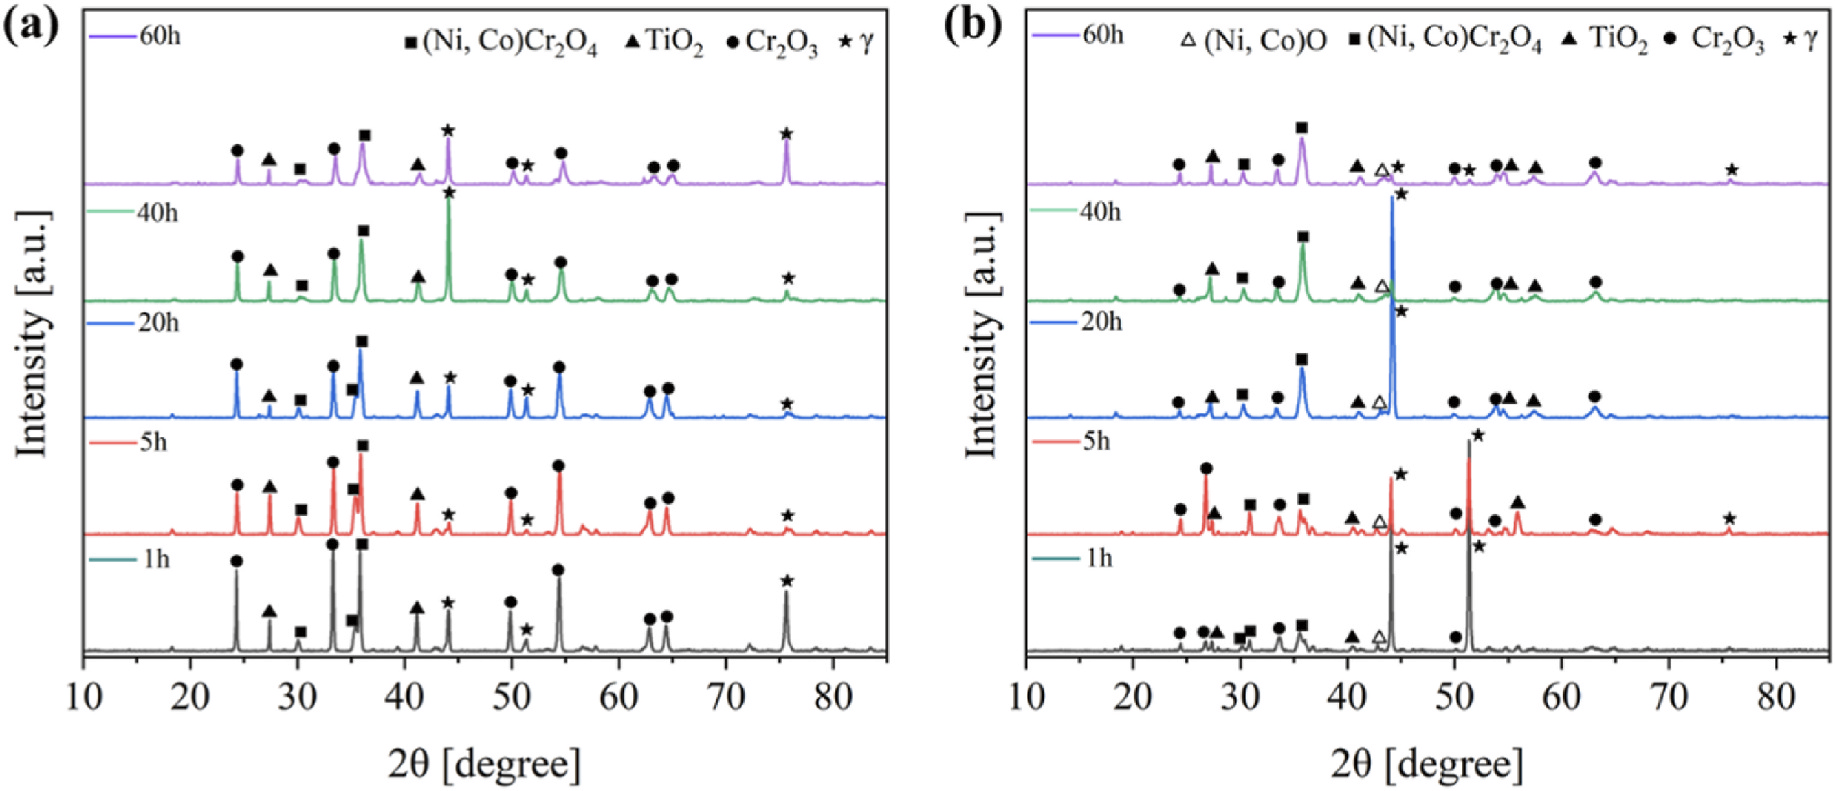 (a)
60h
■ (Ni, Co)Cr₂O₄ ▲ TiO₂ ● Cr₂O₃ ★ γ
40h
20h
5h
1h
Intensity [a.u.]
10 20 30 40 50 60 70 80
2θ [degree]
(b)
60h
△ (Ni, Co)O ■ (Ni, Co)Cr₂O₄ ▲ TiO₂ ● Cr₂O₃ ★ γ
40h
20h
5h
1h
Intensity [a.u.]
10 20 30 40 50 60 70 80
2θ [degree]